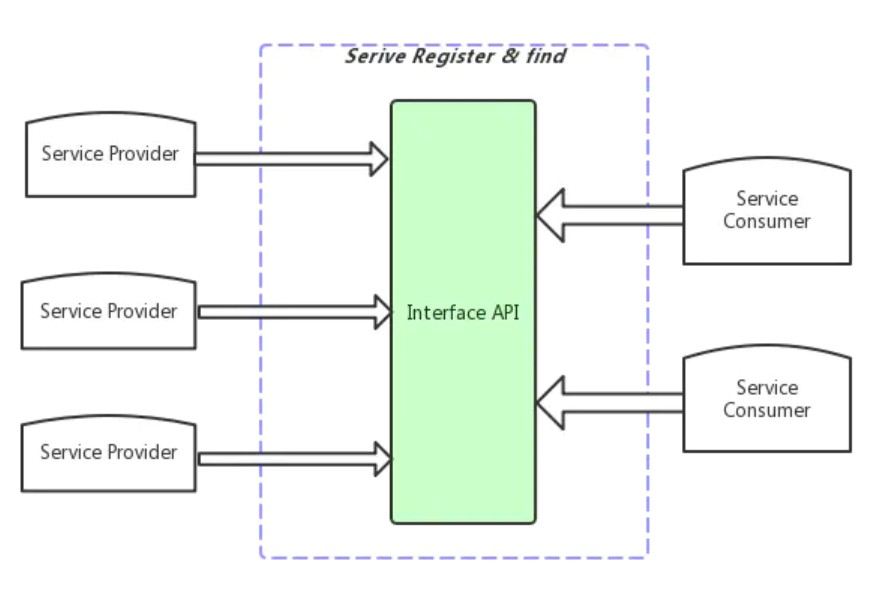 Serive Register & find
Service Provider
Service Provider
Service Provider
Interface API
Service
Consumer
Service
Consumer